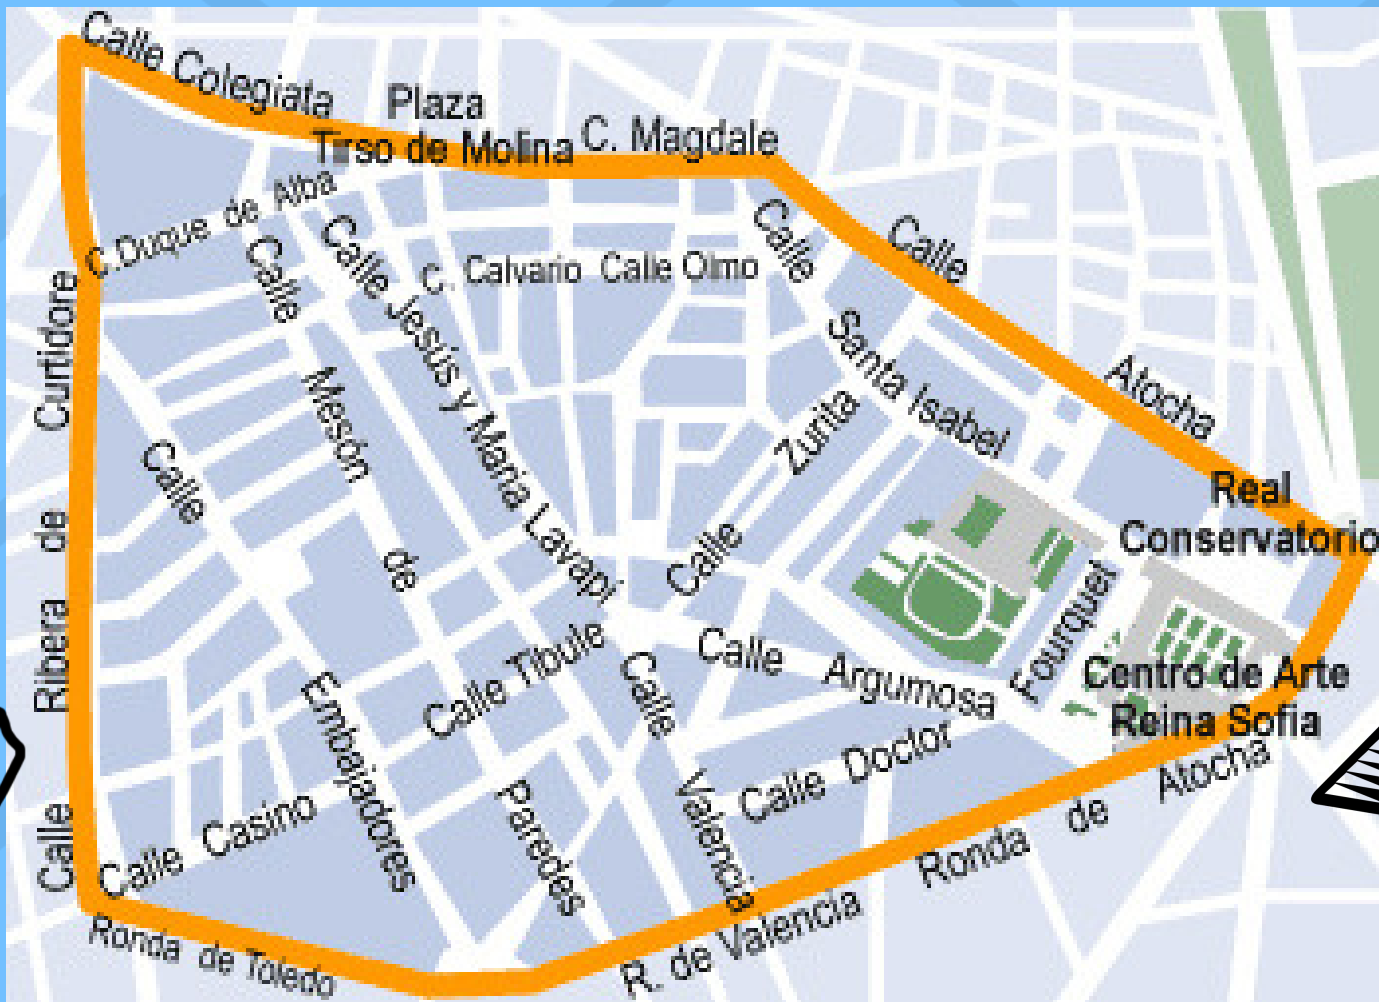 Calle Colegiata
Plaza
Tirso de Molina
C. Magdale
C.Duque de Alba
Calle Jesús y María Lavapi
C. Calvario
Calle Olmo
Calle Santa Isabel
Calle Atocha
Calle Mesón de Paredes
Calle Embajadores
Calle Zurita
Real
Conservatorio
Calle Ribera de Curtidore
Calle Tibule
Calle Argumosa
Calle Doctor Fourquet
Centro de Arte
Reina Sofia
Calle Valencia
Calle Casino
Ronda de Toledo
R. de Valencia
Ronda de Atocha